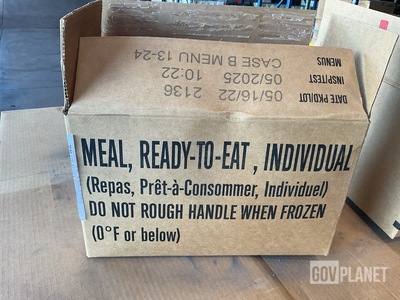 DATE PKD/LOT 05/16/22 2136
INSP/TEST 05/2025 10:22
MENUS CASE B MENU 13-24
MEAL, READY-TO-EAT , INDIVIDUAL
(Repas, Prêt-à-Consommer, Individuel)
DO NOT ROUGH HANDLE WHEN FROZEN
(0°F or below)
GOVPLANET